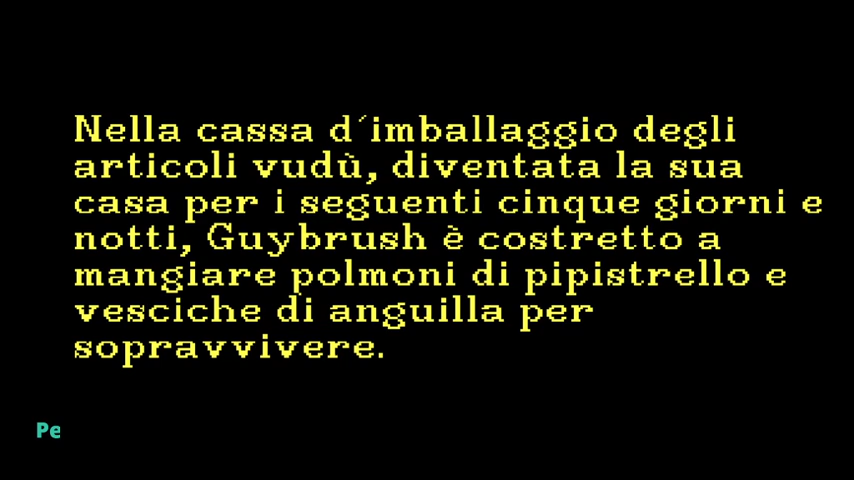 Nella cassa d´imballaggio degli
articoli vudù, diventata la sua
casa per i seguenti cinque giorni e
notti, Guybrush è costretto a
mangiare polmoni di pipistrello e
vesciche di anguilla per
sopravvivere.
Pe